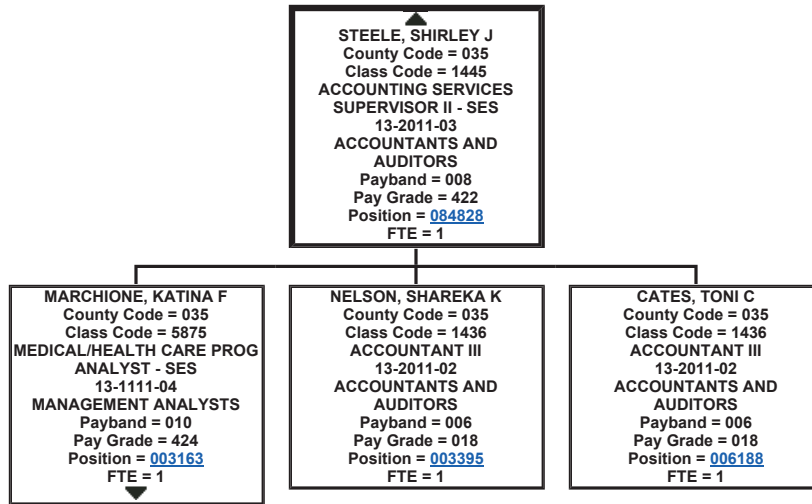 STEELE, SHIRLEY J
County Code = 035
Class Code = 1445
ACCOUNTING SERVICES
SUPERVISOR II - SES
13-2011-03
ACCOUNTANTS AND
AUDITORS
Payband = 008
Pay Grade = 422
Position = 084828
FTE = 1
MARCHIONE, KATINA F
County Code = 035
Class Code = 5875
MEDICAL/HEALTH CARE PROG
ANALYST - SES
13-1111-04
MANAGEMENT ANALYSTS
Payband = 010
Pay Grade = 424
Position = 003163
FTE = 1
NELSON, SHAREKA K
County Code = 035
Class Code = 1436
ACCOUNTANT III
13-2011-02
ACCOUNTANTS AND
AUDITORS
Payband = 006
Pay Grade = 018
Position = 003395
FTE = 1
CATES, TONI C
County Code = 035
Class Code = 1436
ACCOUNTANT III
13-2011-02
ACCOUNTANTS AND
AUDITORS
Payband = 006
Pay Grade = 018
Position = 006188
FTE = 1